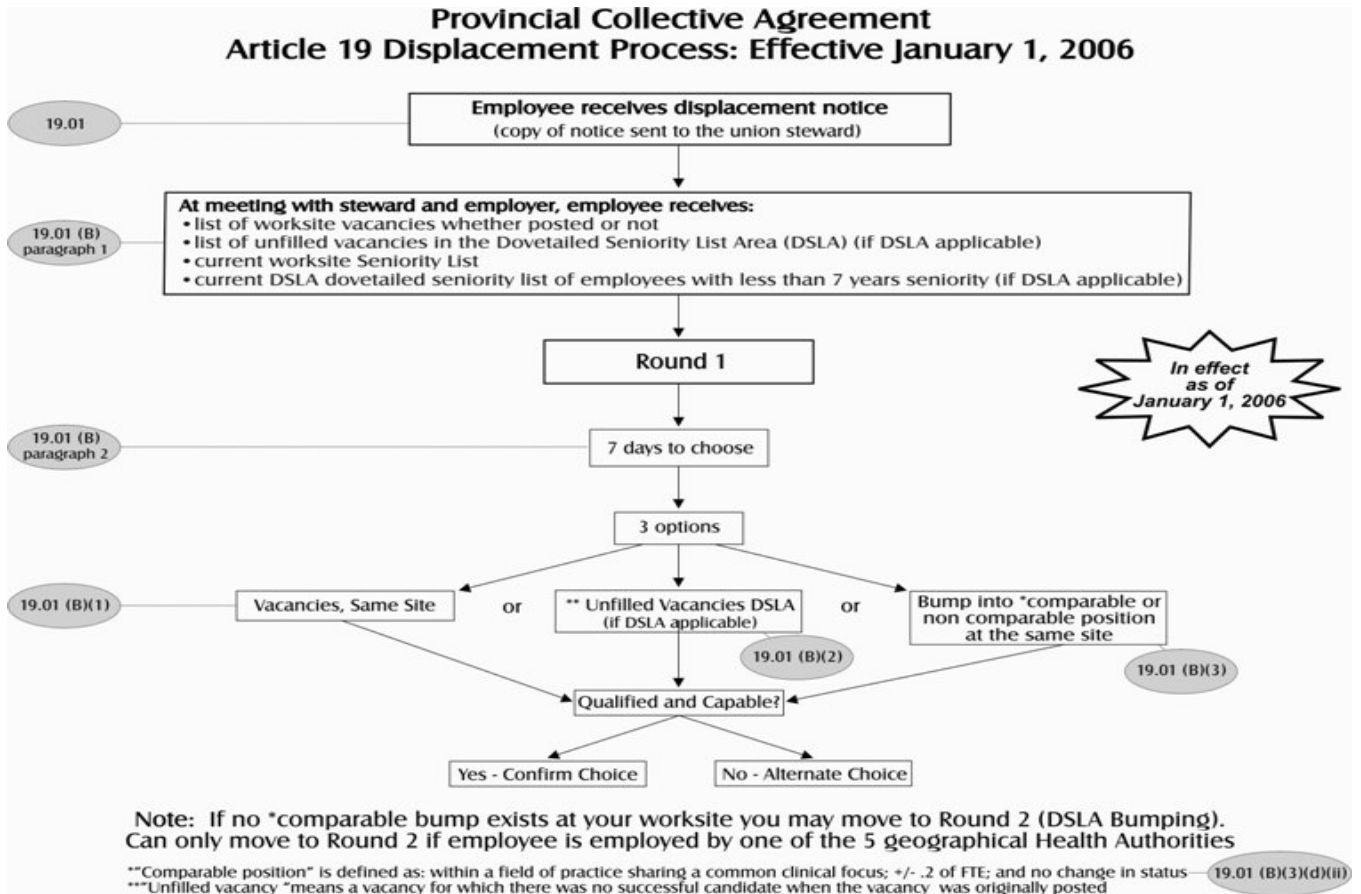 Provincial Collective Agreement
Article 19 Displacement Process: Effective January 1, 2006
19.01
Employee receives displacement notice
(copy of notice sent to the union steward)
19.01 (B)
paragraph 1
At meeting with steward and employer, employee receives:
• list of worksite vacancies whether posted or not
• list of unfilled vacancies in the Dovetailed Seniority List Area (DSLA) (if DSLA applicable)
• current worksite Seniority List
• current DSLA dovetailed seniority list of employees with less than 7 years seniority (if DSLA applicable)
Round 1
In effect
as of
January 1, 2006
19.01 (B)
paragraph 2
7 days to choose
3 options
19.01 (B)(1)
Vacancies, Same Site
or
** Unfilled Vacancies DSLA
(if DSLA applicable)
or
Bump into *comparable or
non comparable position
at the same site
19.01 (B)(2)
19.01 (B)(3)
Qualified and Capable?
Yes - Confirm Choice
No - Alternate Choice
Note: If no *comparable bump exists at your worksite you may move to Round 2 (DSLA Bumping).
Can only move to Round 2 if employee is employed by one of the 5 geographical Health Authorities
*"Comparable position" is defined as: within a field of practice sharing a common clinical focus; +/- .2 of FTE; and no change in status
19.01 (B)(3)(d)(ii)
**"Unfilled vacancy "means a vacancy for which there was no successful candidate when the vacancy was originally posted